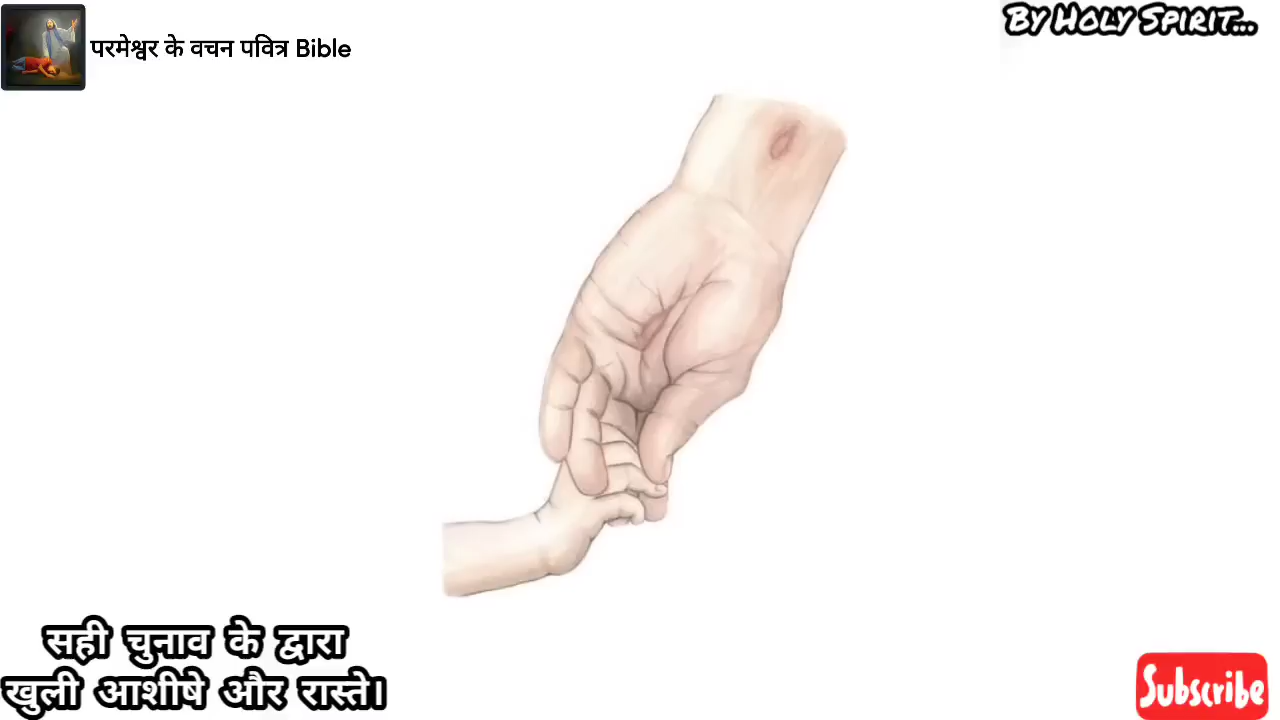 परमेश्वर के वचन पवित्र Bible
By Holy Spirit...
सही चुनाव के द्वारा
खुली आशीषे और रास्ते।
Subscribe